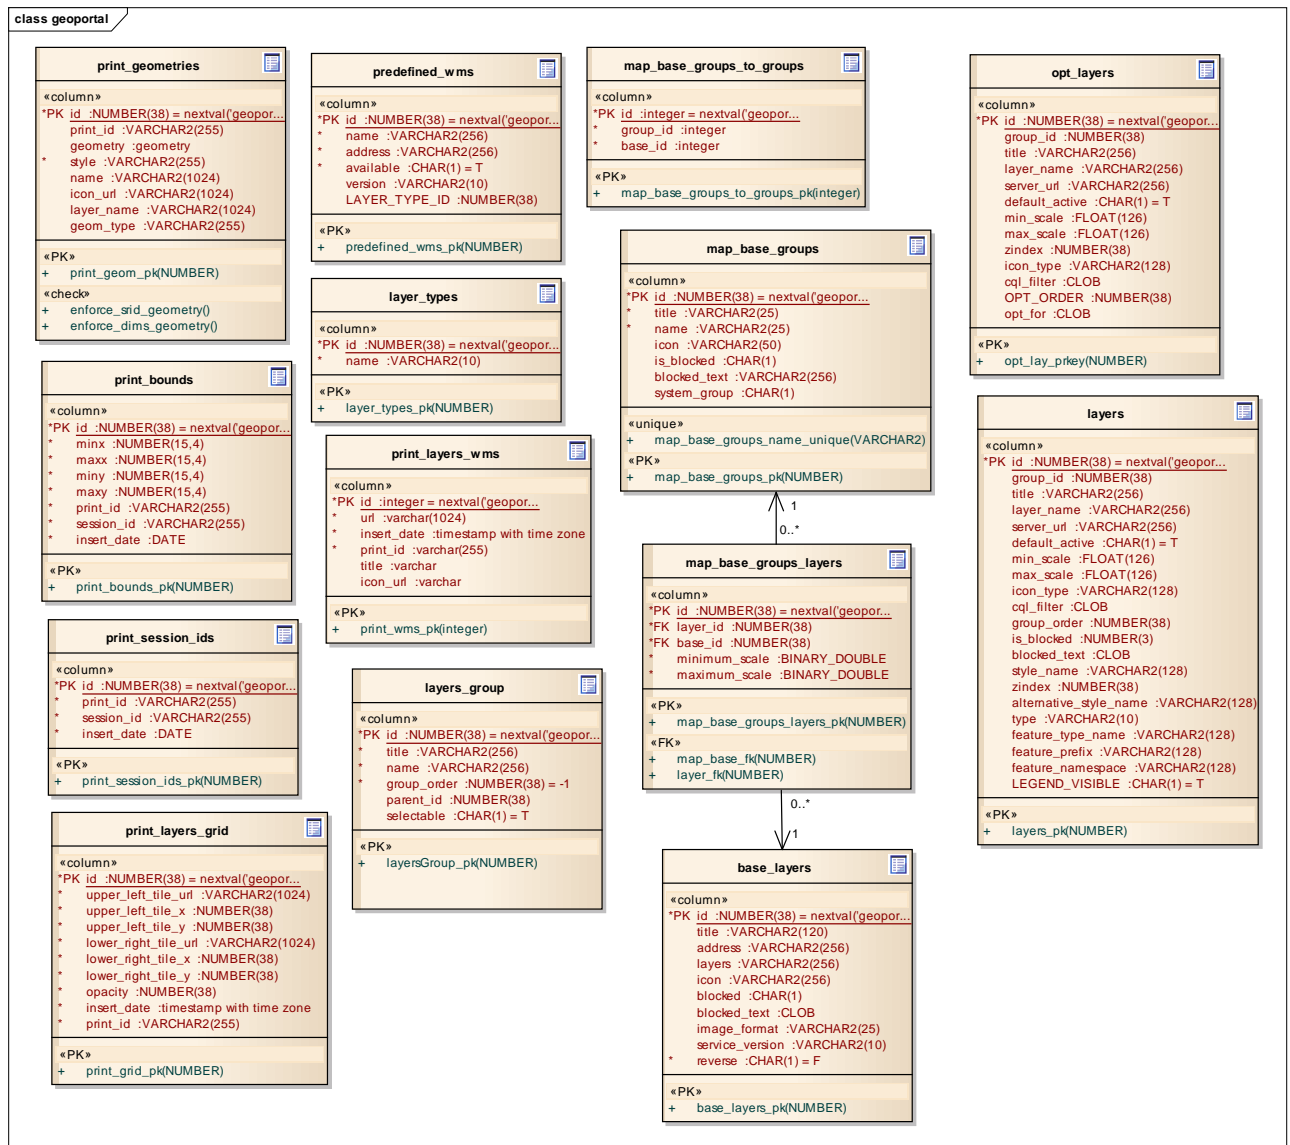 class geoportal
print_geometries
«column»
*PK id :NUMBER(38) = nextval('geopor...
print_id :VARCHAR2(255)
geometry :geometry
* style :VARCHAR2(255)
name :VARCHAR2(1024)
icon_url :VARCHAR2(1024)
layer_name :VARCHAR2(1024)
geom_type :VARCHAR2(255)
«PK»
+ print_geom_pk(NUMBER)
«check»
+ enforce_srid_geometry()
+ enforce_dims_geometry()
print_bounds
«column»
*PK id :NUMBER(38) = nextval('geopor...
* minx :NUMBER(15,4)
* maxx :NUMBER(15,4)
* miny :NUMBER(15,4)
* maxy :NUMBER(15,4)
* print_id :VARCHAR2(255)
* session_id :VARCHAR2(255)
* insert_date :DATE
«PK»
+ print_bounds_pk(NUMBER)
print_session_ids
«column»
*PK id :NUMBER(38) = nextval('geopor...
* print_id :VARCHAR2(255)
* session_id :VARCHAR2(255)
* insert_date :DATE
«PK»
+ print_session_ids_pk(NUMBER)
print_layers_grid
«column»
*PK id :NUMBER(38) = nextval('geopor...
* upper_left_tile_url :VARCHAR2(1024)
* upper_left_tile_x :NUMBER(38)
* upper_left_tile_y :NUMBER(38)
* lower_right_tile_url :VARCHAR2(1024)
* lower_right_tile_x :NUMBER(38)
* lower_right_tile_y :NUMBER(38)
* opacity :NUMBER(38)
* insert_date :timestamp with time zone
* print_id :VARCHAR2(255)
«PK»
+ print_grid_pk(NUMBER)
predefined_wms
«column»
*PK id :NUMBER(38) = nextval('geopor...
* name :VARCHAR2(256)
* address :VARCHAR2(256)
* available :CHAR(1) = T
version :VARCHAR2(10)
LAYER_TYPE_ID :NUMBER(38)
«PK»
+ predefined_wms_pk(NUMBER)
layer_types
«column»
*PK id :NUMBER(38) = nextval('geopor...
* name :VARCHAR2(10)
«PK»
+ layer_types_pk(NUMBER)
print_layers_wms
«column»
*PK id :integer = nextval('geopor...
* url :varchar(1024)
* insert_date :timestamp with time zone
* print_id :varchar(255)
title :varchar
icon_url :varchar
«PK»
+ print_wms_pk(integer)
layers_group
«column»
*PK id :NUMBER(38) = nextval('geopor...
* title :VARCHAR2(256)
* name :VARCHAR2(256)
* group_order :NUMBER(38) = -1
parent_id :NUMBER(38)
selectable :CHAR(1) = T
«PK»
+ layersGroup_pk(NUMBER)
map_base_groups_to_groups
«column»
*PK id :integer = nextval('geopor...
* group_id :integer
* base_id :integer
«PK»
+ map_base_groups_to_groups_pk(integer)
map_base_groups
«column»
*PK id :NUMBER(38) = nextval('geopor...
* title :VARCHAR2(25)
* name :VARCHAR2(25)
icon :VARCHAR2(50)
is_blocked :CHAR(1)
blocked_text :VARCHAR2(256)
system_group :CHAR(1)
«unique»
+ map_base_groups_name_unique(VARCHAR2)
«PK»
+ map_base_groups_pk(NUMBER)
1
0..*
map_base_groups_layers
«column»
*PK id :NUMBER(38) = nextval('geopor...
*FK layer_id :NUMBER(38)
*FK base_id :NUMBER(38)
* minimum_scale :BINARY_DOUBLE
* maximum_scale :BINARY_DOUBLE
«PK»
+ map_base_groups_layers_pk(NUMBER)
«FK»
+ map_base_fk(NUMBER)
+ layer_fk(NUMBER)
0..*
1
base_layers
«column»
*PK id :NUMBER(38) = nextval('geopor...
title :VARCHAR2(120)
address :VARCHAR2(256)
layers :VARCHAR2(256)
icon :VARCHAR2(256)
blocked :CHAR(1)
blocked_text :CLOB
image_format :VARCHAR2(25)
service_version :VARCHAR2(10)
* reverse :CHAR(1) = F
«PK»
+ base_layers_pk(NUMBER)
opt_layers
«column»
*PK id :NUMBER(38) = nextval('geopor...
group_id :NUMBER(38)
title :VARCHAR2(256)
layer_name :VARCHAR2(256)
server_url :VARCHAR2(256)
default_active :CHAR(1) = T
min_scale :FLOAT(126)
max_scale :FLOAT(126)
zindex :NUMBER(38)
icon_type :VARCHAR2(128)
cql_filter :CLOB
OPT_ORDER :NUMBER(38)
opt_for :CLOB
«PK»
+ opt_lay_prkey(NUMBER)
layers
«column»
*PK id :NUMBER(38) = nextval('geopor...
group_id :NUMBER(38)
title :VARCHAR2(256)
layer_name :VARCHAR2(256)
server_url :VARCHAR2(256)
default_active :CHAR(1) = T
min_scale :FLOAT(126)
max_scale :FLOAT(126)
icon_type :VARCHAR2(128)
cql_filter :CLOB
group_order :NUMBER(38)
is_blocked :NUMBER(3)
blocked_text :CLOB
style_name :VARCHAR2(128)
zindex :NUMBER(38)
alternative_style_name :VARCHAR2(128)
type :VARCHAR2(10)
feature_type_name :VARCHAR2(128)
feature_prefix :VARCHAR2(128)
feature_namespace :VARCHAR2(128)
LEGEND_VISIBLE :CHAR(1) = T
«PK»
+ layers_pk(NUMBER)